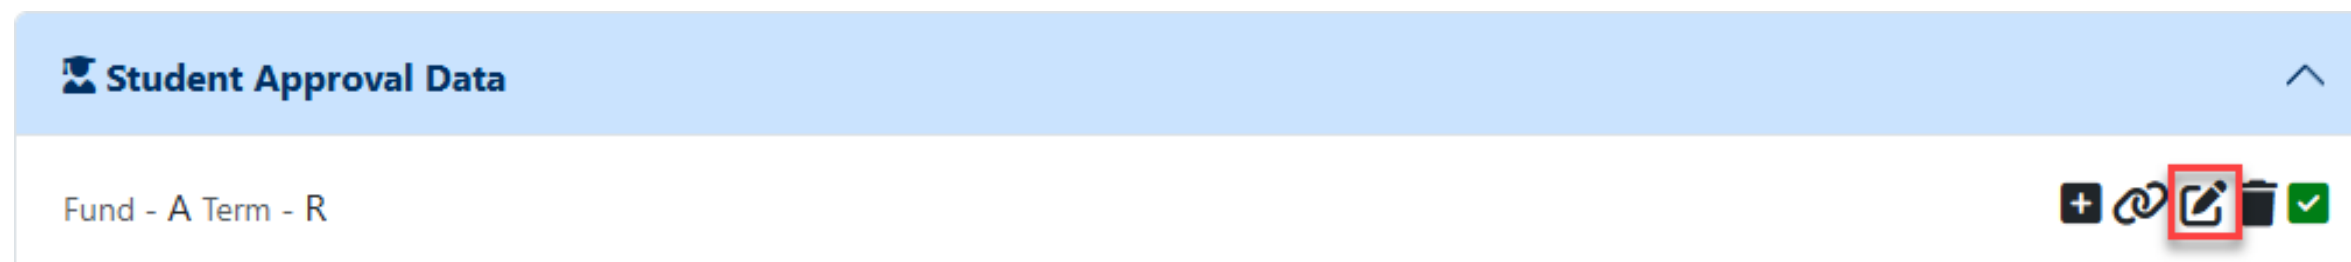 Student Approval Data
Fund - A Term - R